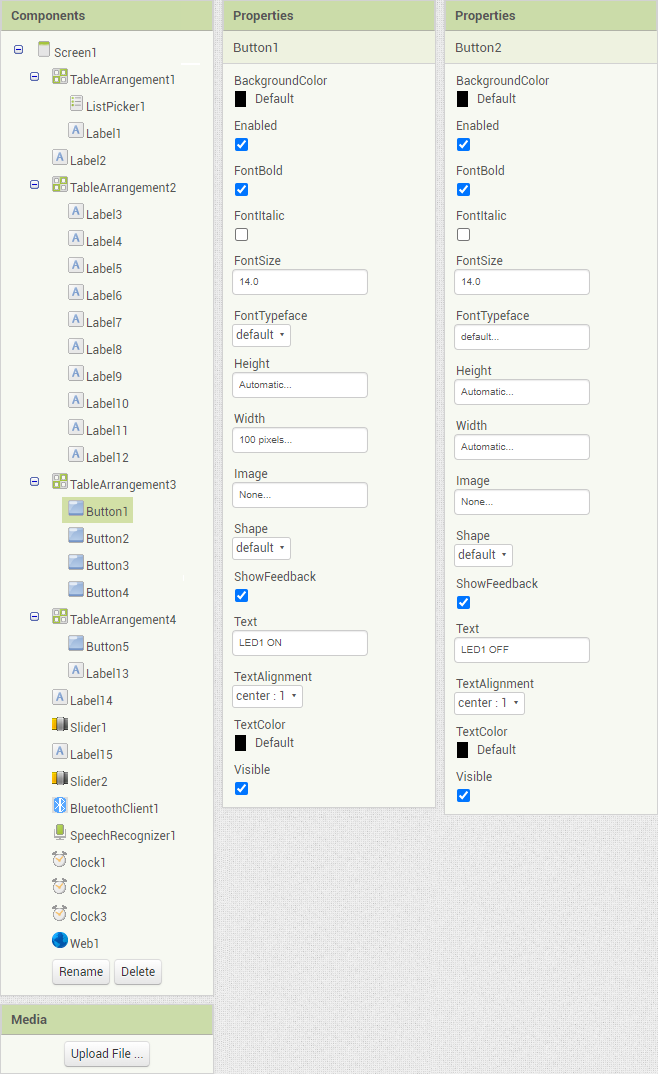 Components
Screen1
TableArrangement1
ListPicker1
Label1
Label2
TableArrangement2
Label3
Label4
Label5
Label6
Label7
Label8
Label9
Label10
Label11
Label12
TableArrangement3
Button1
Button2
Button3
Button4
TableArrangement4
Button5
Label13
Label14
Slider1
Label15
Slider2
BluetoothClient1
SpeechRecognizer1
Clock1
Clock2
Clock3
Web1
Rename Delete
Media
Upload File ...
Properties
Button1
BackgroundColor
Default
Enabled
FontBold
FontItalic
FontSize
14.0
FontTypeface
default
Height
Automatic...
Width
100 pixels...
Image
None...
Shape
default
ShowFeedback
Text
LED1 ON
TextAlignment
center : 1
TextColor
Default
Visible
Properties
Button2
BackgroundColor
Default
Enabled
FontBold
FontItalic
FontSize
14.0
FontTypeface
default...
Height
Automatic...
Width
Automatic...
Image
None...
Shape
default
ShowFeedback
Text
LED1 OFF
TextAlignment
center : 1
TextColor
Default
Visible